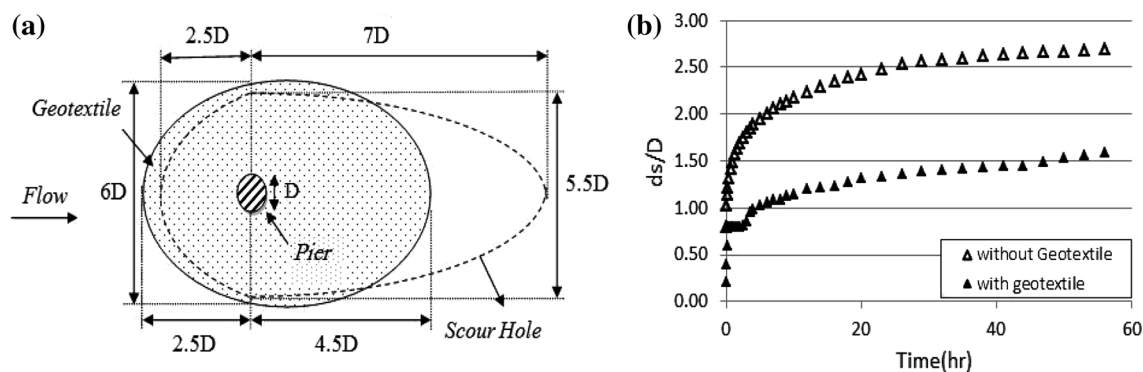 (a)
2.5D
7D
Geotextile
6D
D
5.5D
Flow
Pier
Scour Hole
2.5D
4.5D
(b)
3.00
2.50
2.00
1.50
1.00
0.50
0.00
ds/D
without Geotextile
with geotextile
0
20
40
60
Time(hr)